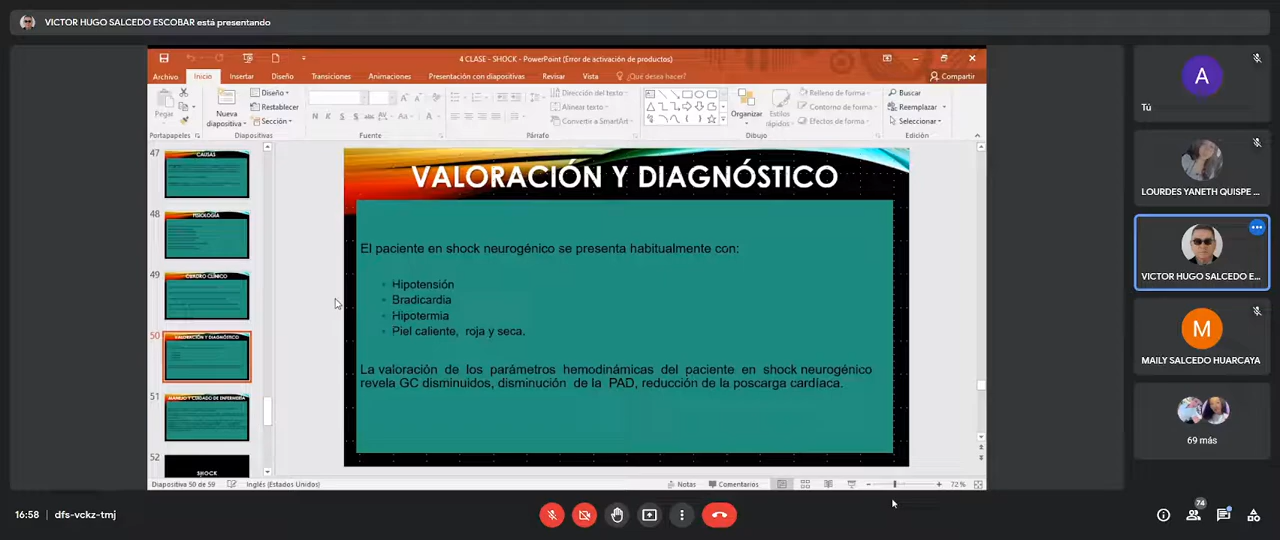 VICTOR HUGO SALCEDO ESCOBAR está presentando
4 CLASE - SHOCK - PowerPoint (Error de activación de productos)
Archivo Inicio Insertar Diseño Transiciones Animaciones Presentación con diapositivas Revisar Vista ¿Qué desea hacer? Compartir
Pegar
Nueva diapositiva
Diseño
Restablecer
Sección
N K S
Dirección del texto
Alinear texto
Convertir a SmartArt
Organizar
Estilos rápidos
Relleno de forma
Contorno de forma
Efectos de forma
Buscar
Reemplazar
Seleccionar
Portapapeles Diapositivas Fuente Párrafo Dibujo Edición
47
CAUSAS
48
FISIOLOGÍA
49
CUADRO CLÍNICO
50
VALORACIÓN Y DIAGNÓSTICO
51
MANEJO Y CUIDADO DE ENFERMERÍA
52
SHOCK
VALORACIÓN Y DIAGNÓSTICO
El paciente en shock neurogénico se presenta habitualmente con:
Hipotensión
Bradicardia
Hipotermia
Piel caliente, roja y seca.
La valoración de los parámetros hemodinámicas del paciente en shock neurogénico
revela GC disminuidos, disminución de la PAD, reducción de la poscarga cardíaca.
Diapositiva 50 de 59 Inglés (Estados Unidos) Notas Comentarios 72 %
A
Tú
LOURDES YANETH QUISPE ...
VICTOR HUGO SALCEDO E...
M
MAILY SALCEDO HUARCAYA
69 más
16:58 dfs-vckz-tmj
74